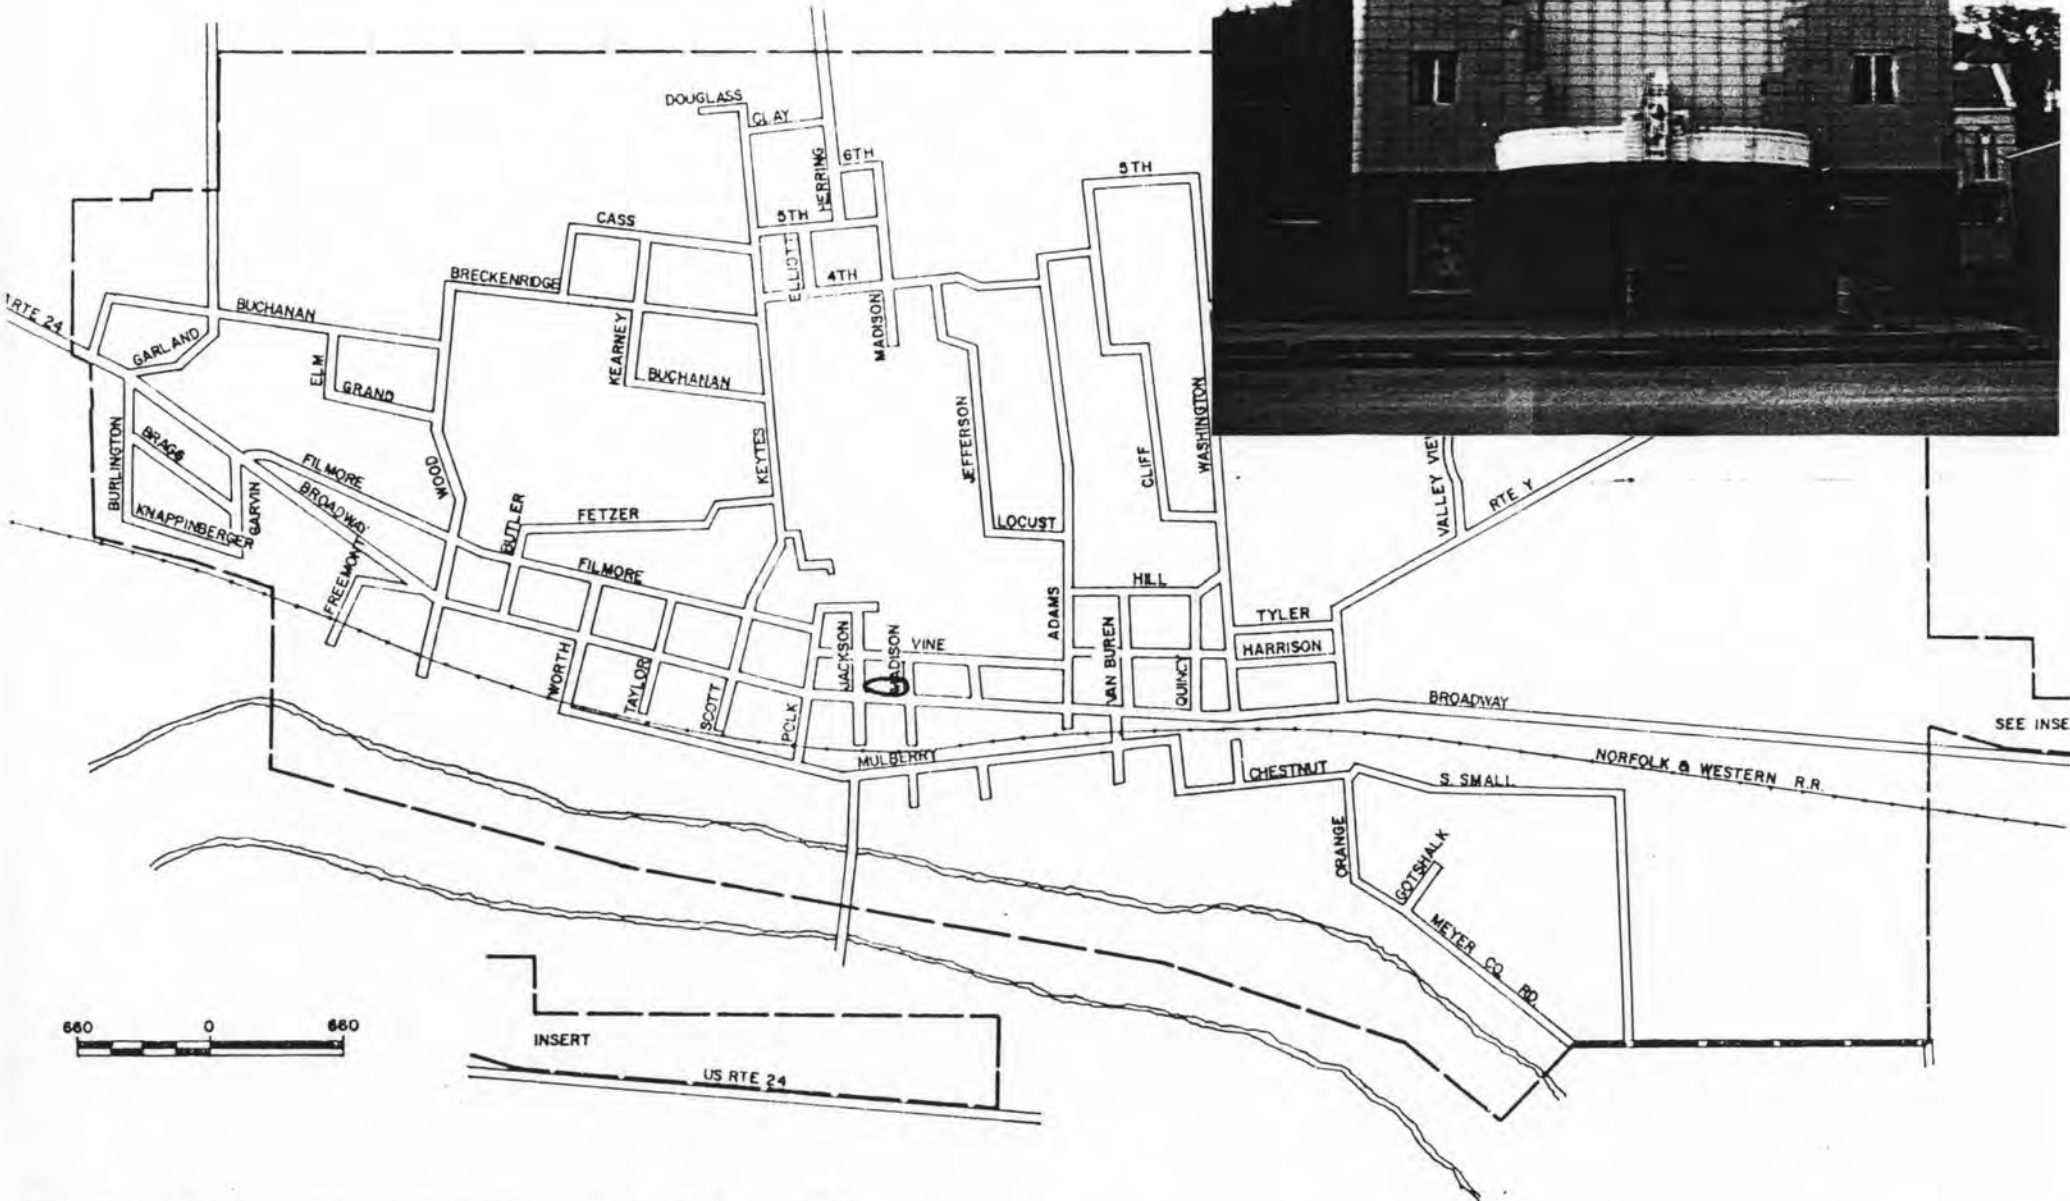 DOUGLASS
CLAY
6TH
HERRING
5TH
5TH
CASS
ELLIOTT
4TH
BRECKENRIDGE
MADISON
RTE 24
BUCHANAN
GARLAND
KEARNEY
ELM
GRAND
BUCHANAN
JEFFERSON
WASHINGTON
CLIFF
BURLINGTON
BRAGG
KEYTES
WOOD
FILMORE
BROADWAY
VALLEY VIEW
RTE Y
KNAPPINBERGER
GARVIN
BUTLER
FETZER
LOCUST
FREEMONT
FILMORE
HILL
ADAMS
TYLER
JACKSON
MADISON
VINE
VAN BUREN
HARRISON
WORTH
TAYLOR
QUINCY
SCOTT
POLK
BROADWAY
SEE INSE
MULBERRY
NORFOLK & WESTERN R.R.
CHESTNUT
S. SMALL
ORANGE
GOTSHALK
MEYER CO. RD.
660 0 660
INSERT
US RTE 24